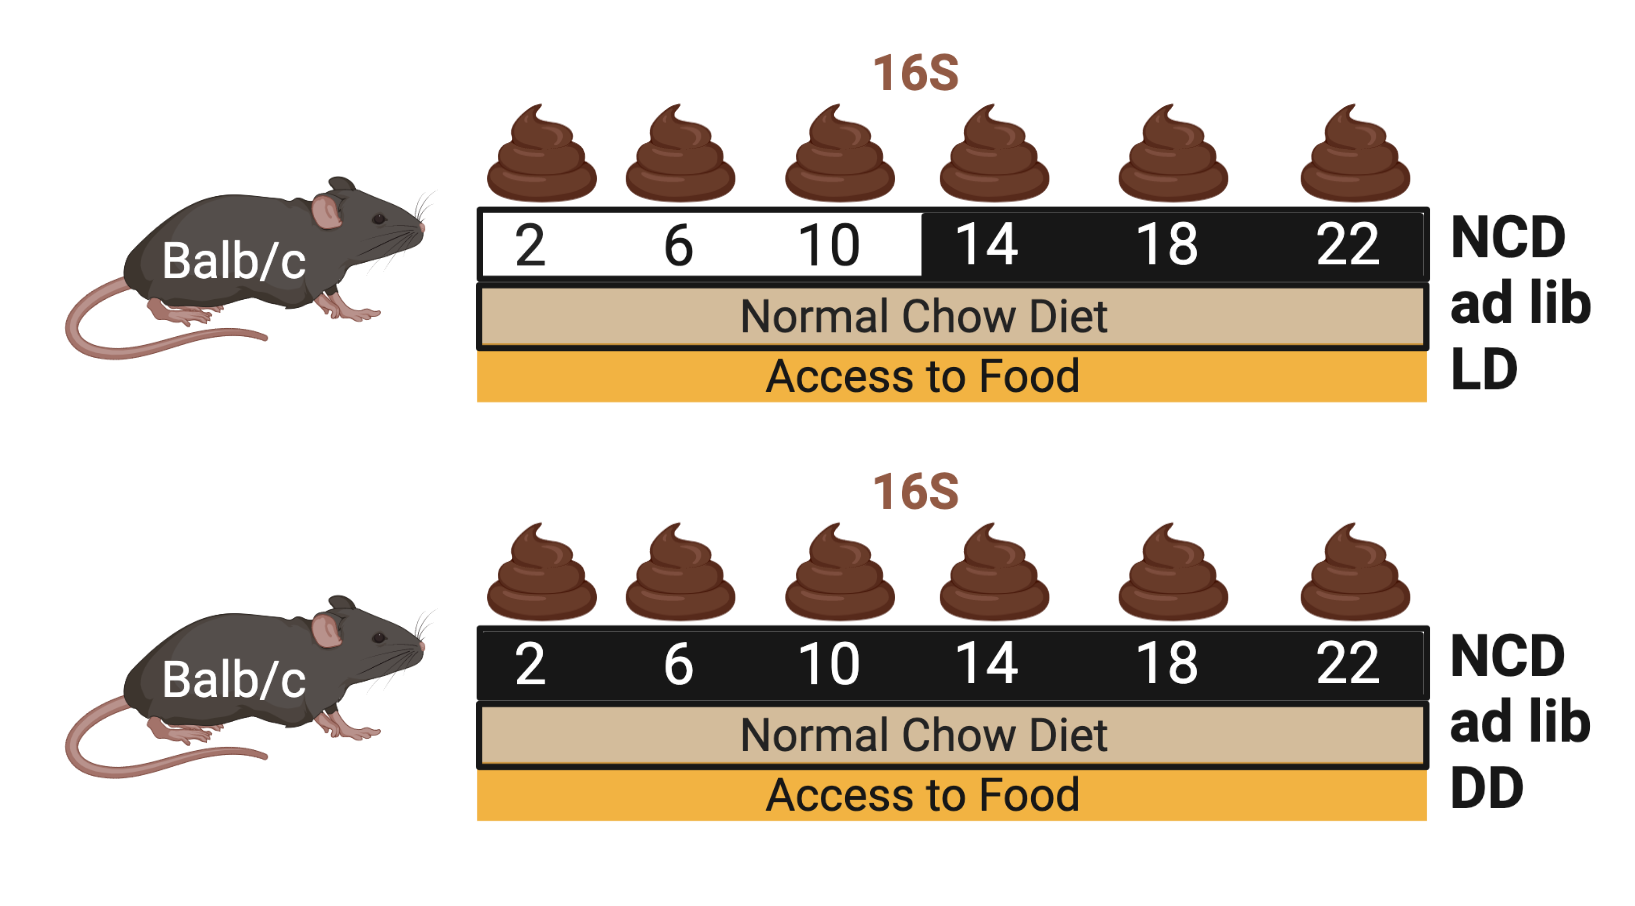 16S
Balb/c
2 6 10 14 18 22
Normal Chow Diet
Access to Food
NCD
ad lib
LD
16S
Balb/c
2 6 10 14 18 22
Normal Chow Diet
Access to Food
NCD
ad lib
DD